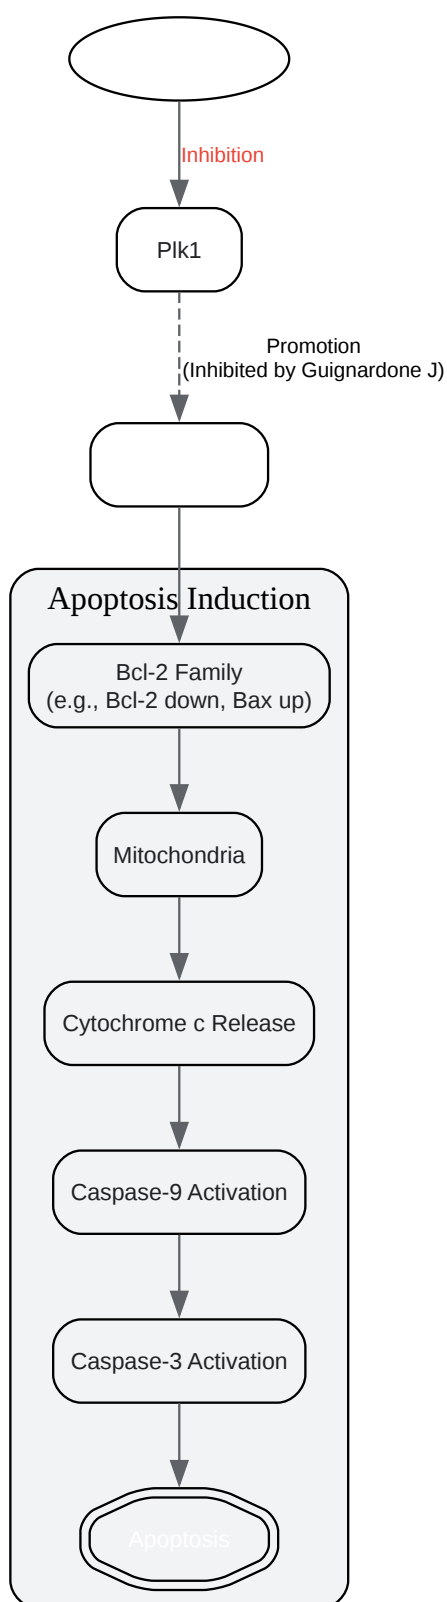 Inhibition
Plk1
Promotion
(Inhibited by Guignardone J)
Apoptosis Induction
Bcl-2 Family
(e.g., Bcl-2 down, Bax up)
Mitochondria
Cytochrome c Release
Caspase-9 Activation
Caspase-3 Activation
Apoptosis